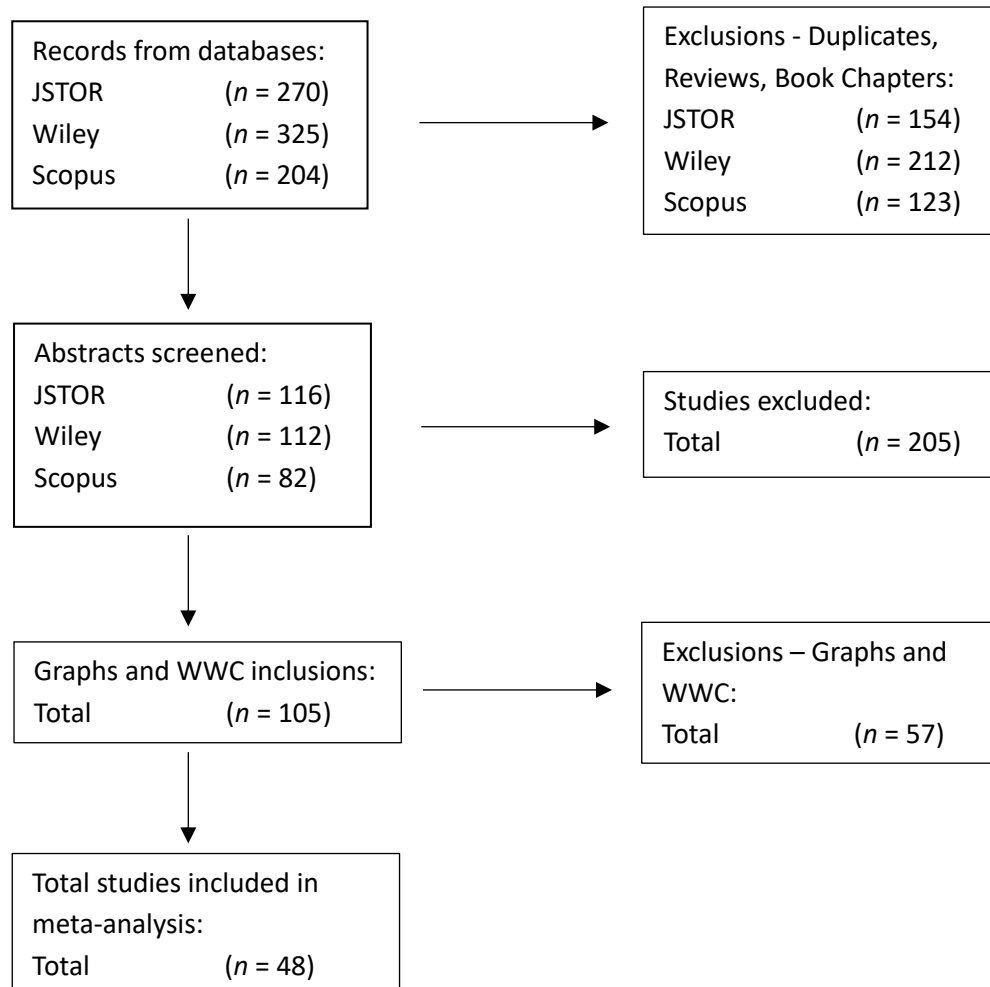 Records from databases:
JSTOR (n = 270)
Wiley (n = 325)
Scopus (n = 204)
Exclusions - Duplicates,
Reviews, Book Chapters:
JSTOR (n = 154)
Wiley (n = 212)
Scopus (n = 123)
Abstracts screened:
JSTOR (n = 116)
Wiley (n = 112)
Scopus (n = 82)
Studies excluded:
Total (n = 205)
Graphs and WWC inclusions:
Total (n = 105)
Exclusions – Graphs and
WWC:
Total (n = 57)
Total studies included in
meta-analysis:
Total (n = 48)